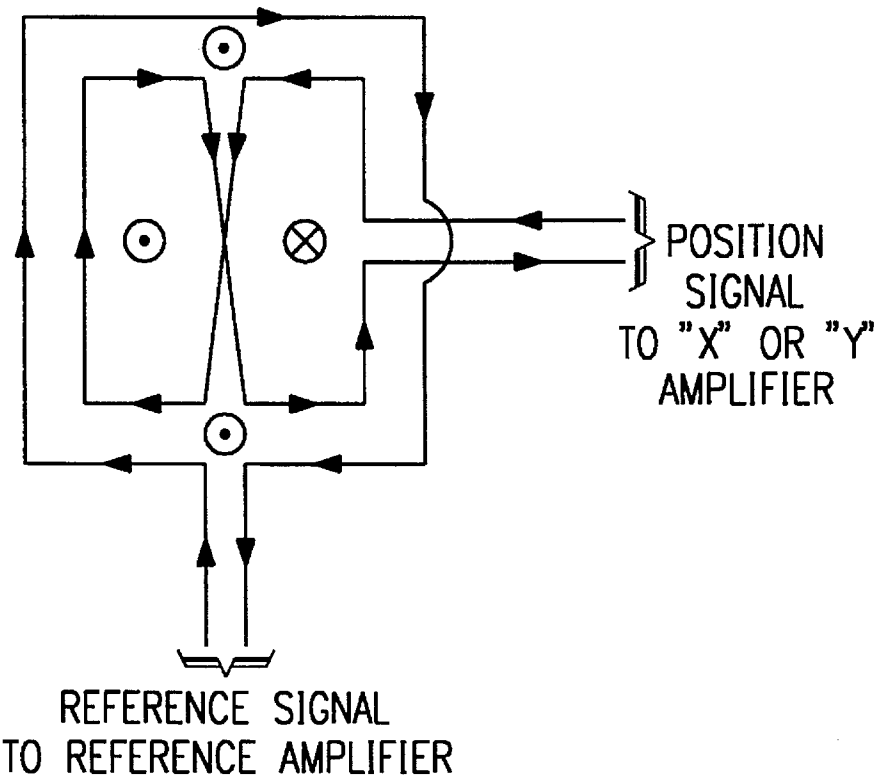 POSITION
SIGNAL
TO "X" OR "Y"
AMPLIFIER
REFERENCE SIGNAL
TO REFERENCE AMPLIFIER